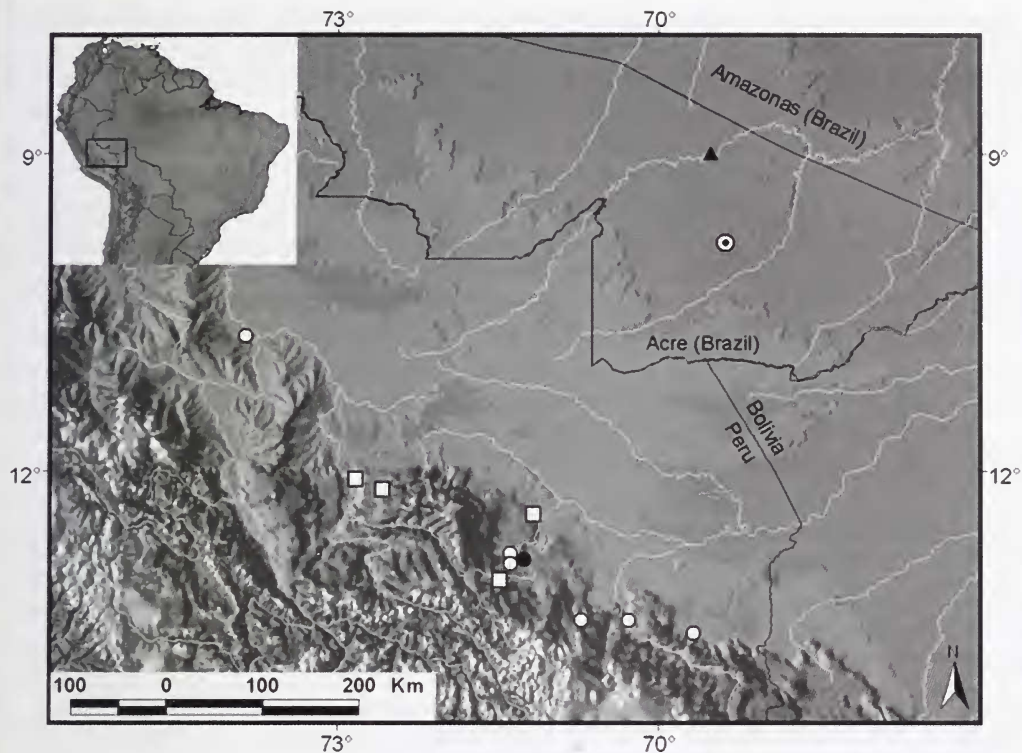 73° 70°
9° 9°
Amazonas (Brazil)
Acre (Brazil)
Bolivia
Peru
12° 12°
N
100 0 100 200 Km
73° 70°